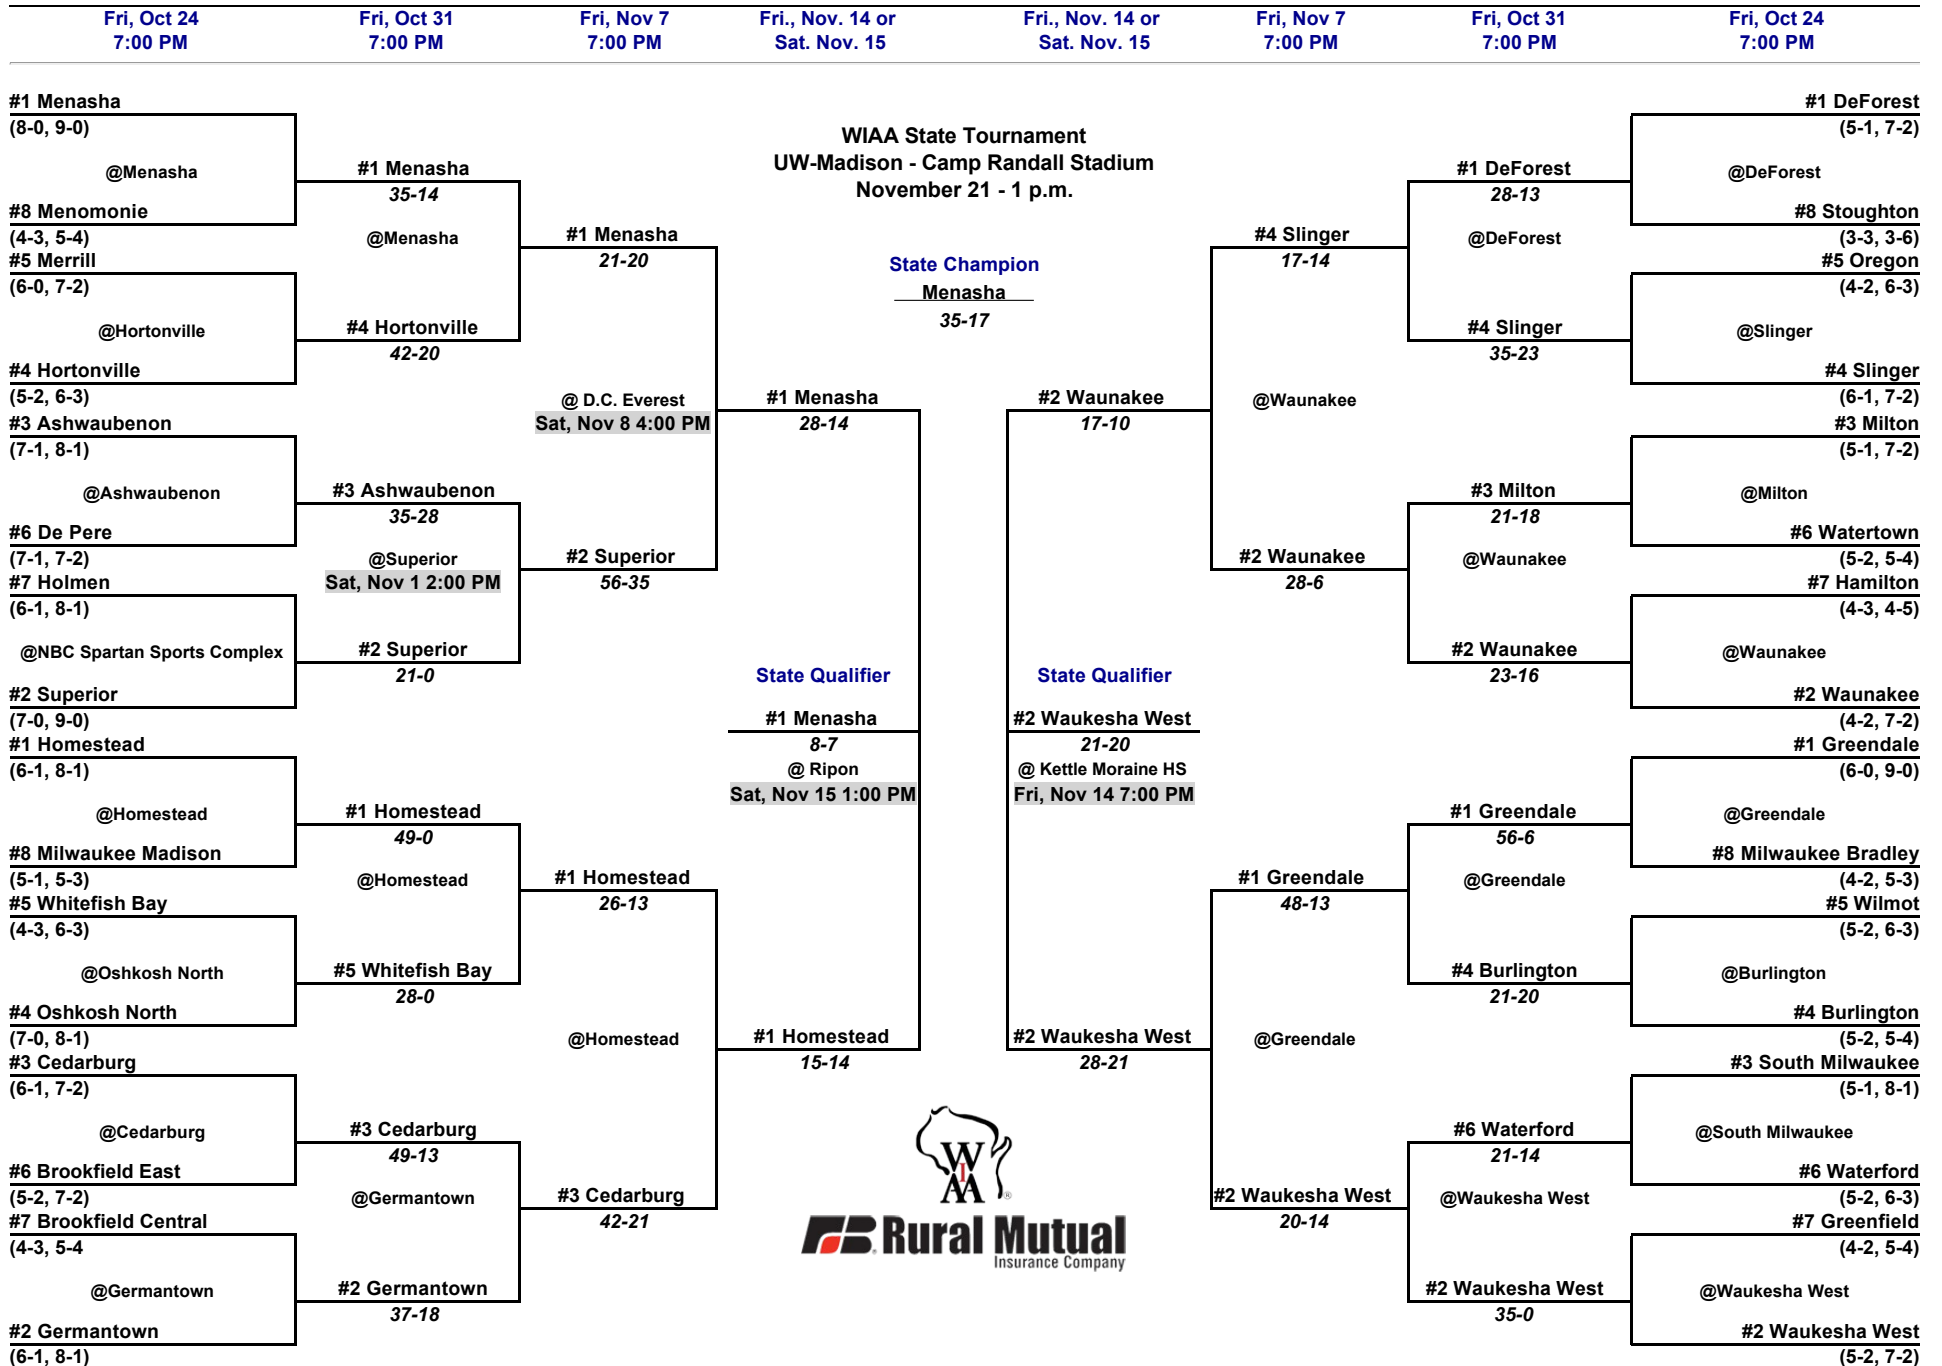 Fri, Oct 24
7:00 PM
Fri, Oct 31
7:00 PM
Fri, Nov 7
7:00 PM
Fri., Nov. 14 or
Sat. Nov. 15
Fri., Nov. 14 or
Sat. Nov. 15
Fri, Nov 7
7:00 PM
Fri, Oct 31
7:00 PM
Fri, Oct 24
7:00 PM
#1 Menasha
(8-0, 9-0)
@Menasha
#8 Menomonie
(4-3, 5-4)
#5 Merrill
(6-0, 7-2)
@Hortonville
#4 Hortonville
(5-2, 6-3)
#3 Ashwaubenon
(7-1, 8-1)
@Ashwaubenon
#6 De Pere
(7-1, 7-2)
#7 Holmen
(6-1, 8-1)
@NBC Spartan Sports Complex
#2 Superior
(7-0, 9-0)
#1 Homestead
(6-1, 8-1)
@Homestead
#8 Milwaukee Madison
(5-1, 5-3)
#5 Whitefish Bay
(4-3, 6-3)
@Oshkosh North
#4 Oshkosh North
(7-0, 8-1)
#3 Cedarburg
(6-1, 7-2)
@Cedarburg
#6 Brookfield East
(5-2, 7-2)
#7 Brookfield Central
(4-3, 5-4
@Germantown
#2 Germantown
(6-1, 8-1)
#1 Menasha
35-14
@Menasha
#4 Hortonville
42-20
#3 Ashwaubenon
35-28
@Superior
Sat, Nov 1 2:00 PM
#2 Superior
21-0
#1 Homestead
49-0
@Homestead
#5 Whitefish Bay
28-0
#3 Cedarburg
49-13
@Germantown
#2 Germantown
37-18
#1 Menasha
21-20
@ D.C. Everest
Sat, Nov 8 4:00 PM
#2 Superior
56-35
#1 Homestead
26-13
@Homestead
#3 Cedarburg
42-21
#1 Menasha
28-14
State Qualifier
#1 Menasha
8-7
@ Ripon
Sat, Nov 15 1:00 PM
#1 Homestead
15-14
WIAA State Tournament
UW-Madison - Camp Randall Stadium
November 21 - 1 p.m.
State Champion
Menasha
35-17
#2 Waunakee
17-10
State Qualifier
#2 Waukesha West
21-20
@ Kettle Moraine HS
Fri, Nov 14 7:00 PM
#2 Waukesha West
28-21
#4 Slinger
17-14
@Waunakee
#2 Waunakee
28-6
#1 Greendale
48-13
@Greendale
#2 Waukesha West
20-14
#1 DeForest
28-13
@DeForest
#4 Slinger
35-23
#3 Milton
21-18
@Waunakee
#2 Waunakee
23-16
#1 Greendale
56-6
@Greendale
#4 Burlington
21-20
#6 Waterford
21-14
@Waukesha West
#2 Waukesha West
35-0
#1 DeForest
(5-1, 7-2)
@DeForest
#8 Stoughton
(3-3, 3-6)
#5 Oregon
(4-2, 6-3)
@Slinger
#4 Slinger
(6-1, 7-2)
#3 Milton
(5-1, 7-2)
@Milton
#6 Watertown
(5-2, 5-4)
#7 Hamilton
(4-3, 4-5)
@Waunakee
#2 Waunakee
(4-2, 7-2)
#1 Greendale
(6-0, 9-0)
@Greendale
#8 Milwaukee Bradley
(4-2, 5-3)
#5 Wilmot
(5-2, 6-3)
@Burlington
#4 Burlington
(5-2, 5-4)
#3 South Milwaukee
(5-1, 8-1)
@South Milwaukee
#6 Waterford
(5-2, 6-3)
#7 Greenfield
(4-2, 5-4)
@Waukesha West
#2 Waukesha West
(5-2, 7-2)
WIAA
®
Rural Mutual
Insurance Company